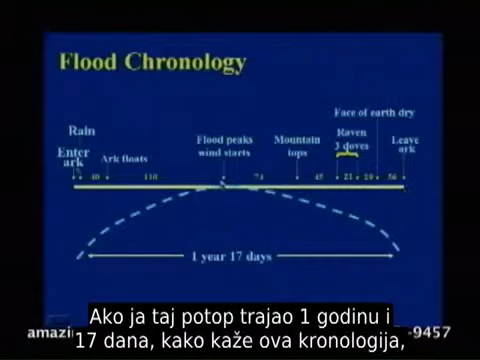 Flood Chronology
Face of earth dry
Rain
Raven
Flood peaks
Mountain
Leave
Enter
Ark floats
wind starts
tops
3 doves
ark
ark
40
110
74
45
21
29
56
1 year 17 days
Ako ja taj potop trajao 1 godinu i
17 dana, kako kaže ova kronologija,
-9457